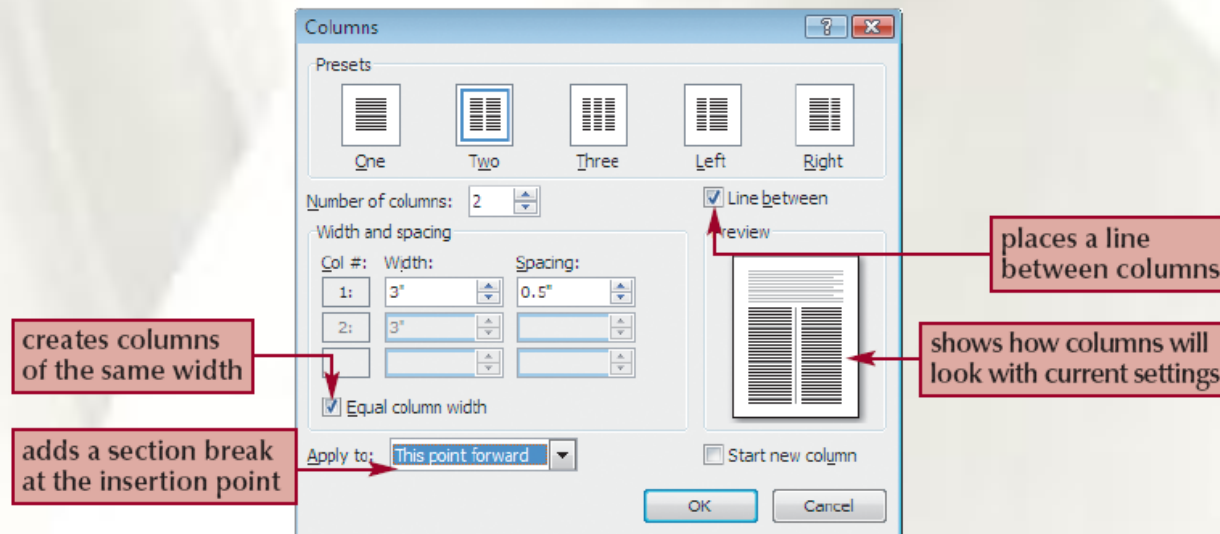 Columns
Presets
One Two Three Left Right
Number of columns: 2
Line between
Width and spacing
Preview
Col #: Width: Spacing:
1: 3" 0.5"
2: 3"
Equal column width
Apply to: This point forward
Start new column
OK Cancel
places a line
between columns
creates columns
of the same width
shows how columns will
look with current settings
adds a section break
at the insertion point